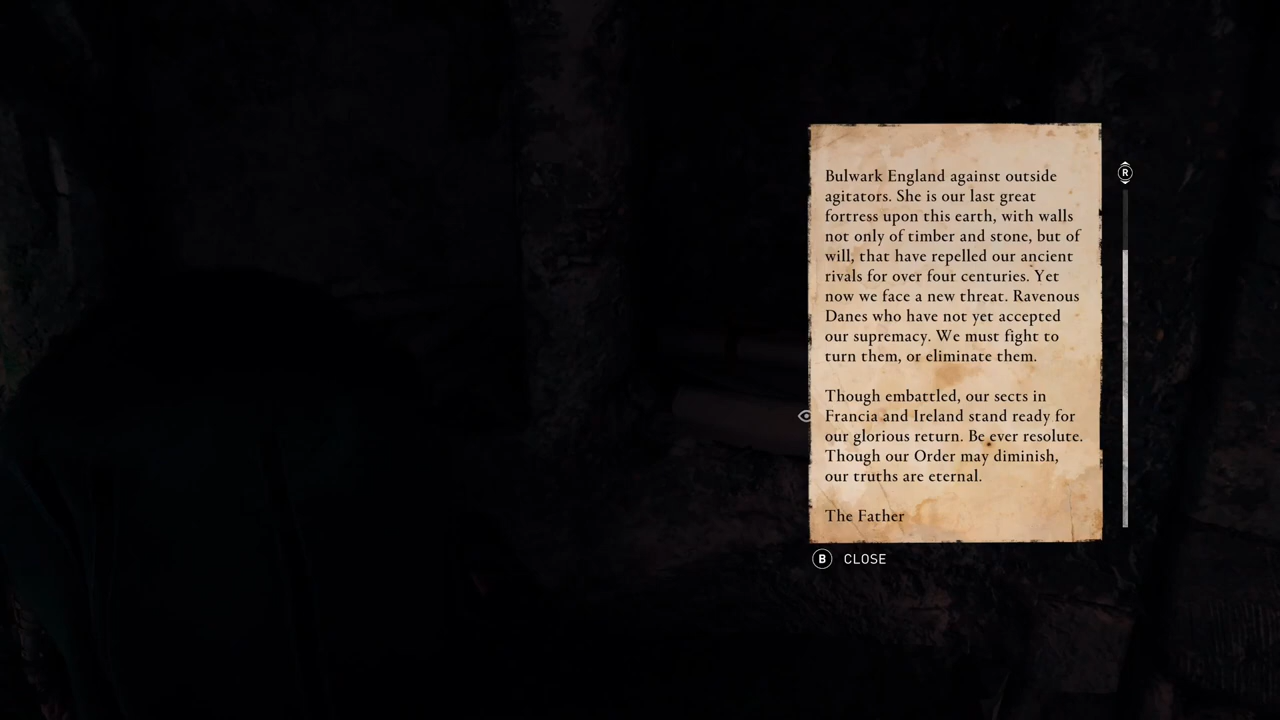 Bulwark England against outside
agitators. She is our last great
fortress upon this earth, with walls
not only of timber and stone, but of
will, that have repelled our ancient
rivals for over four centuries. Yet
now we face a new threat. Ravenous
Danes who have not yet accepted
our supremacy. We must fight to
turn them, or eliminate them.
Though embattled, our sects in
Francia and Ireland stand ready for
our glorious return. Be ever resolute.
Though our Order may diminish,
our truths are eternal.
The Father
R
B CLOSE